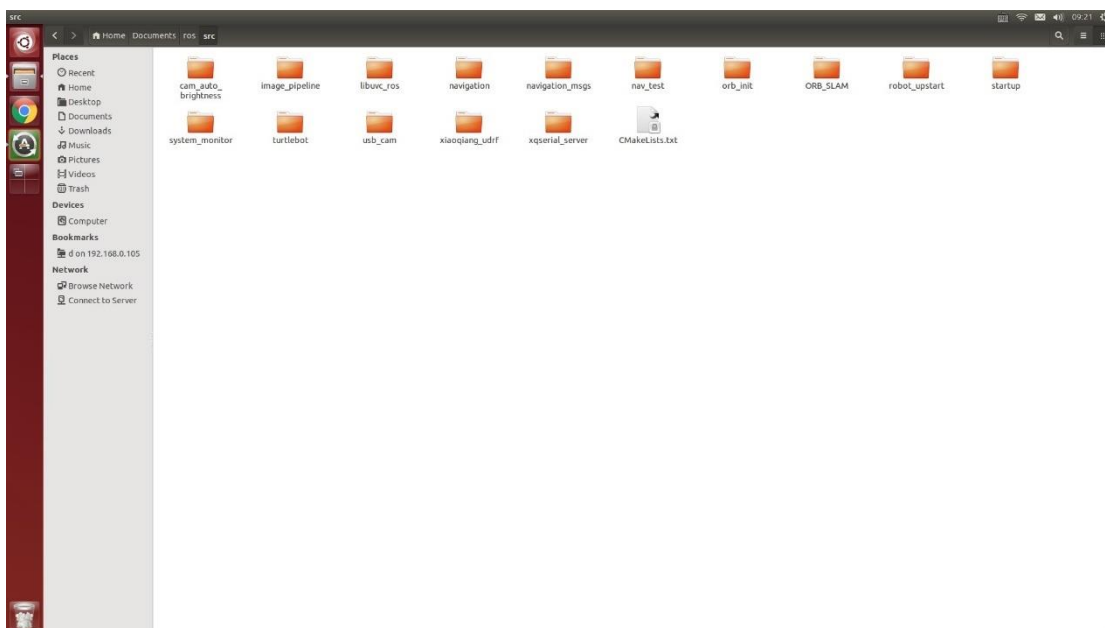 src
09:21
Home Documents ros src
Places
Recent
Home
Desktop
Documents
Downloads
Music
Pictures
Videos
Trash
Devices
Computer
Bookmarks
d on 192.168.0.105
Network
Browse Network
Connect to Server
cam_auto_
brightness
image_pipeline
libuvc_ros
navigation
navigation_msgs
nav_test
orb_init
ORB_SLAM
robot_upstart
startup
system_monitor
turtlebot
usb_cam
xiaoqiang_udrf
xqserial_server
CMakeLists.txt